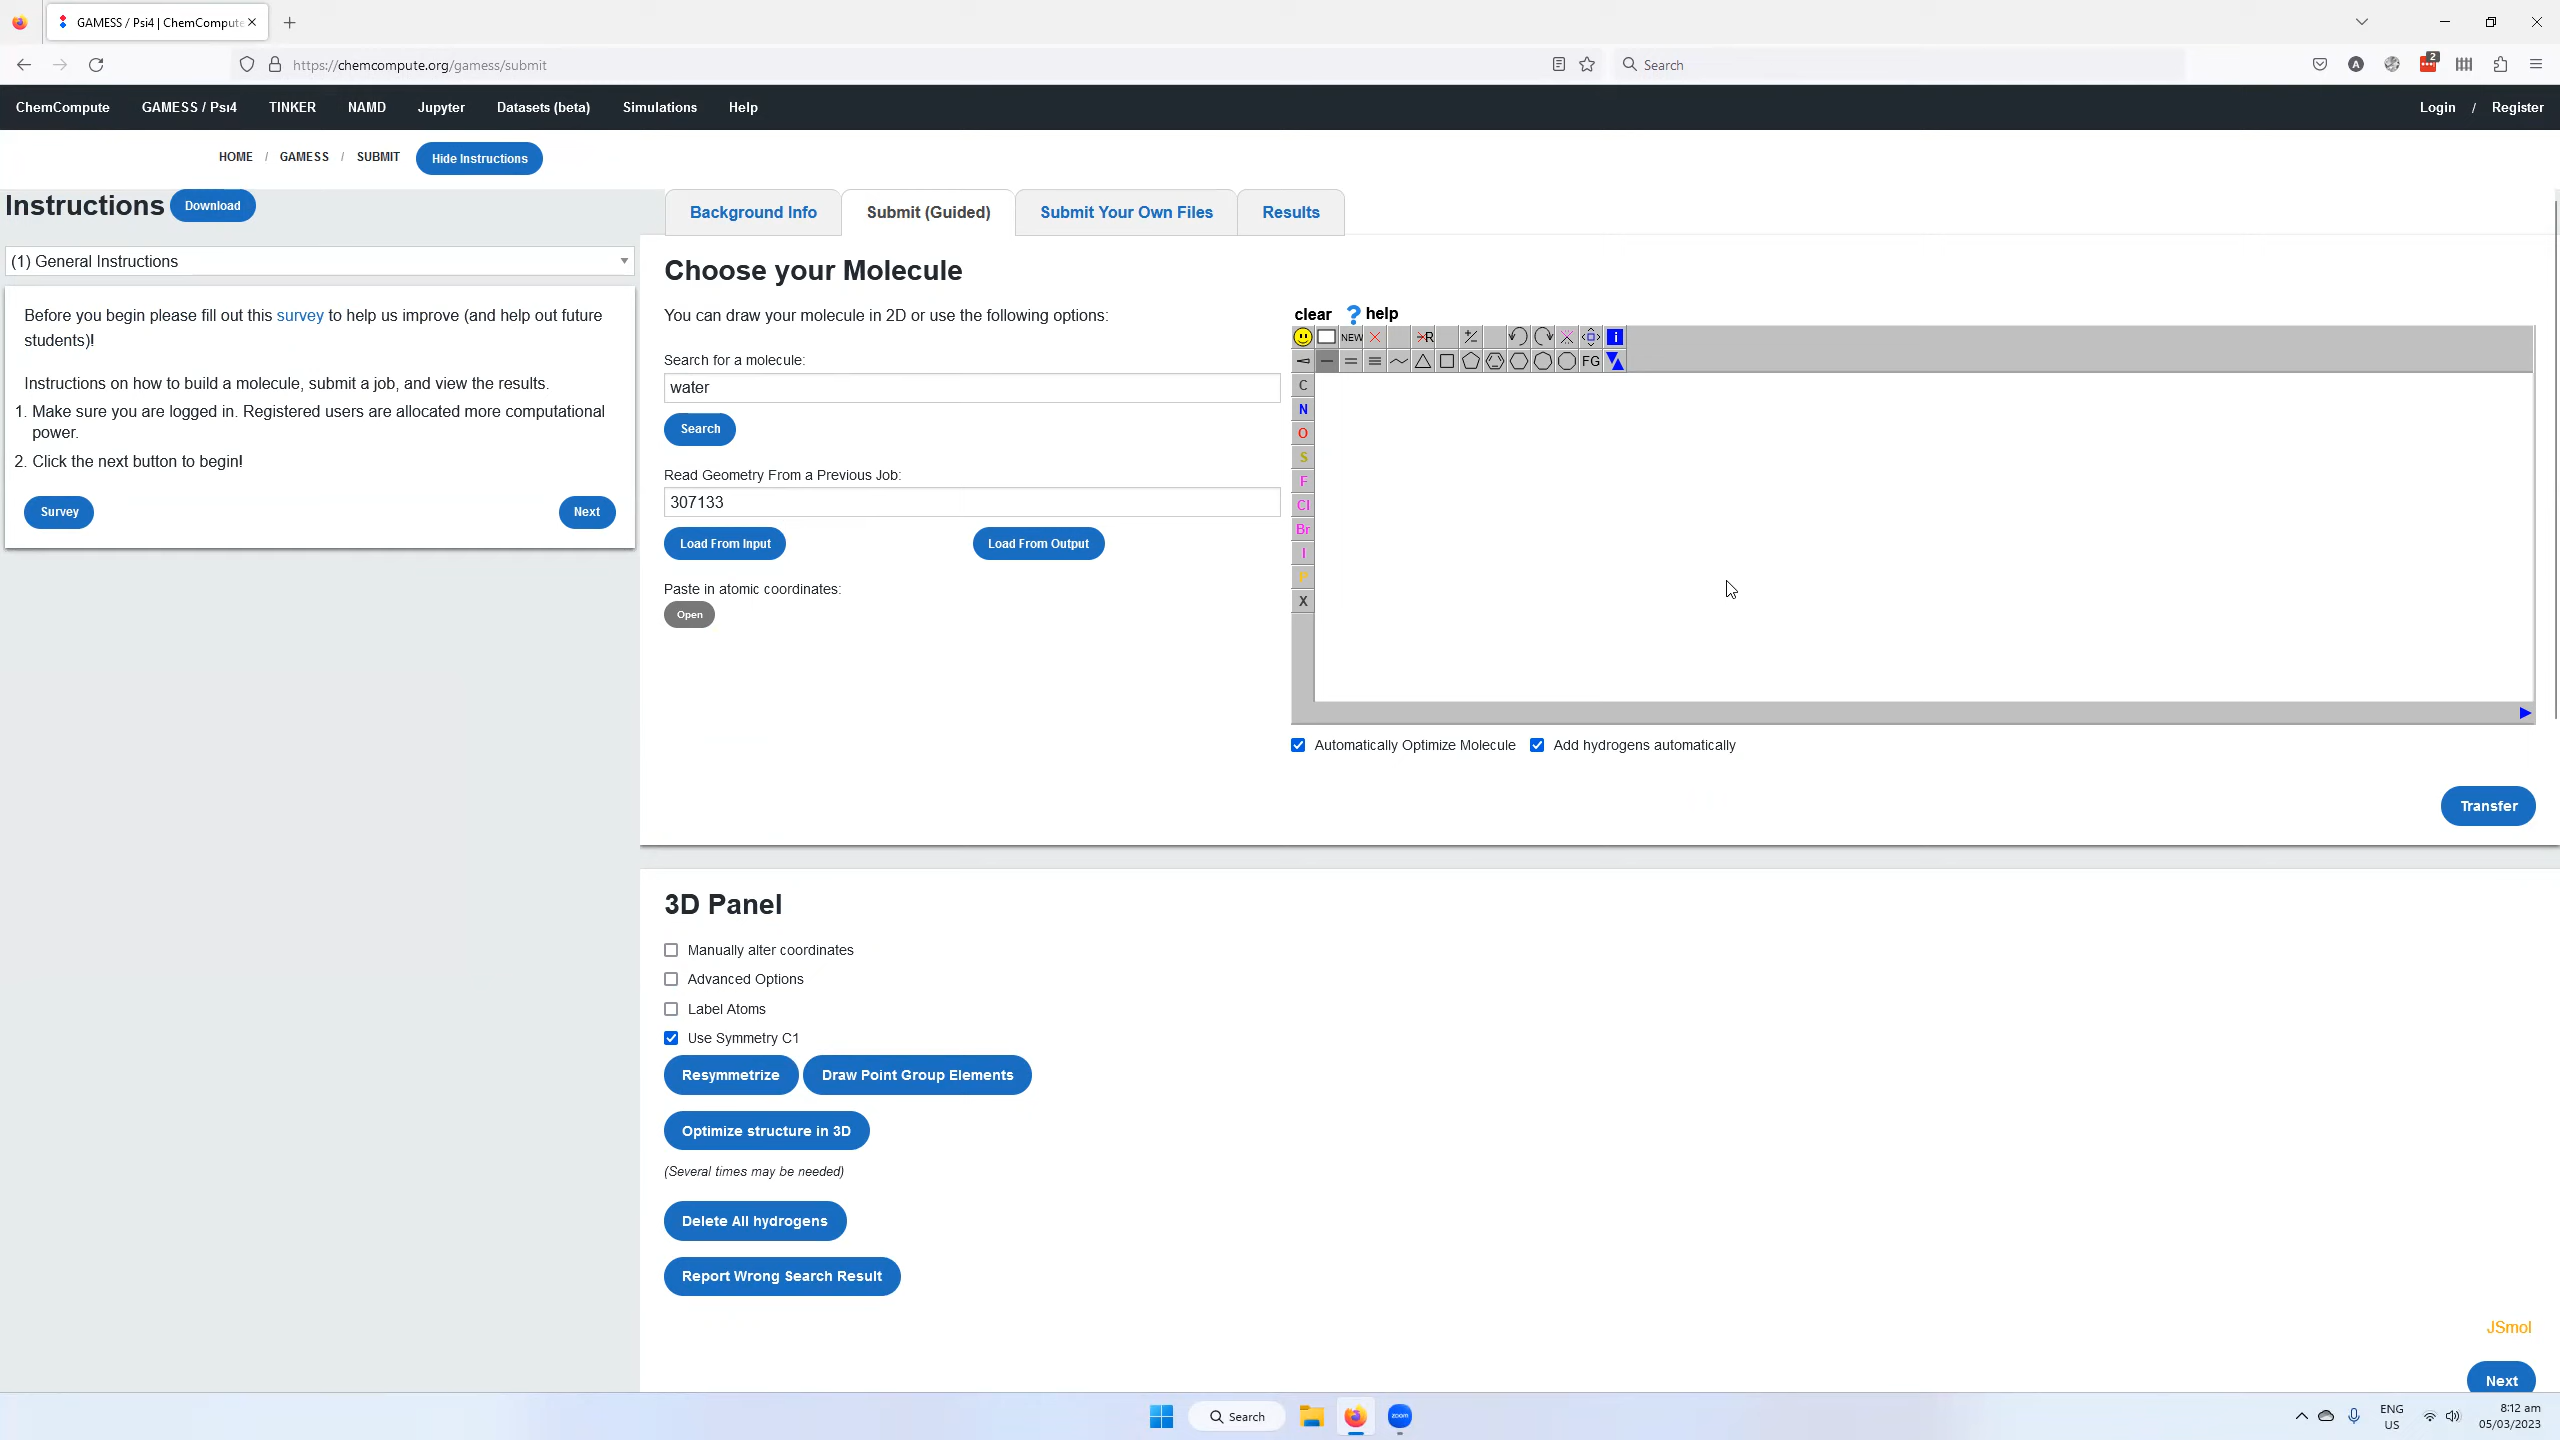 GAMESS / Psi4 | ChemCompute
https://chemcompute.org/gamess/submit
Search
2
ChemCompute GAMESS / Psi4 TINKER NAMD Jupyter Datasets (beta) Simulations Help Login / Register
HOME / GAMESS / SUBMIT Hide Instructions
Instructions Download
(1) General Instructions
Before you begin please fill out this survey to help us improve (and help out future
students)!
Instructions on how to build a molecule, submit a job, and view the results.
1. Make sure you are logged in. Registered users are allocated more computational
power.
2. Click the next button to begin!
Survey Next
Background Info Submit (Guided) Submit Your Own Files Results
Choose your Molecule
You can draw your molecule in 2D or use the following options:
Search for a molecule:
water
Search
Read Geometry From a Previous Job:
307133
Load From Input Load From Output
Paste in atomic coordinates:
Open
clear ? help
NEW R +/- i
FG
C
N
O
S
F
Cl
Br
I
P
X
Automatically Optimize Molecule Add hydrogens automatically
Transfer
3D Panel
Manually alter coordinates
Advanced Options
Label Atoms
Use Symmetry C1
Resymmetrize Draw Point Group Elements
Optimize structure in 3D
(Several times may be needed)
Delete All hydrogens
Report Wrong Search Result
JSmol
Next
Search
zoom
ENG
US
8:12 am
05/03/2023